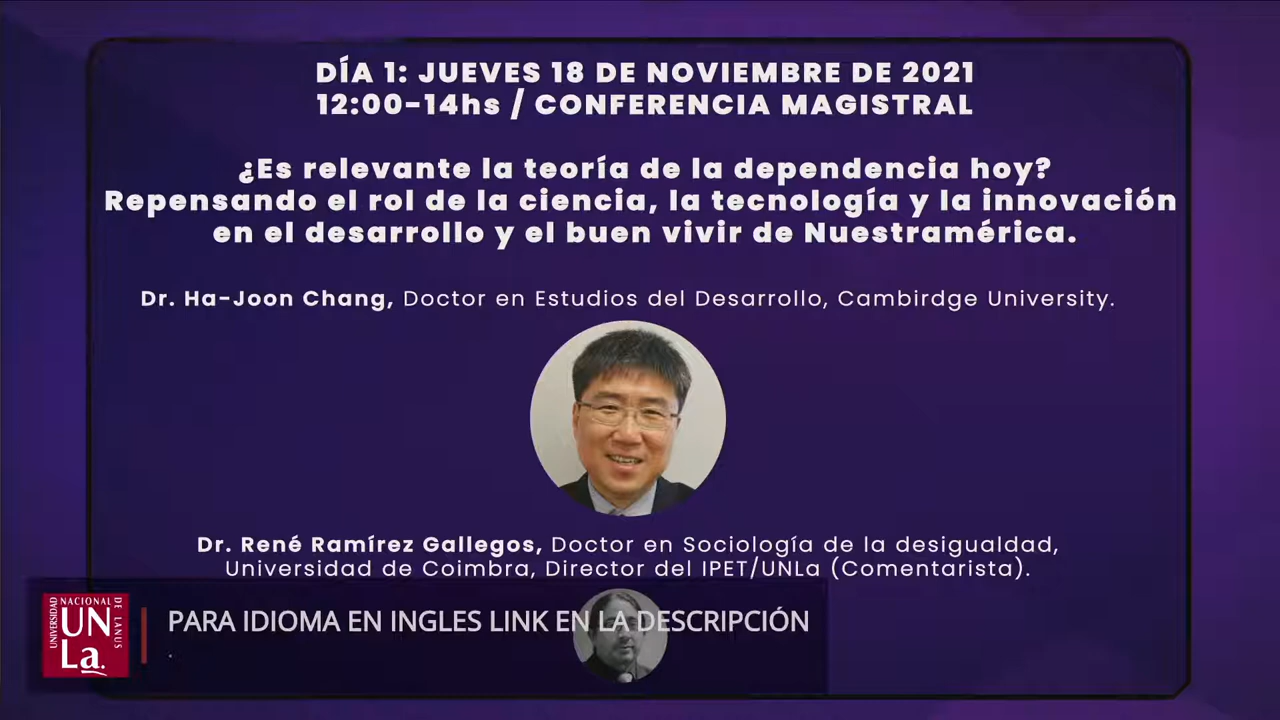 DÍA 1: JUEVES 18 DE NOVIEMBRE DE 2021
12:00-14hs / CONFERENCIA MAGISTRAL
¿Es relevante la teoría de la dependencia hoy?
Repensando el rol de la ciencia, la tecnología y la innovación
en el desarrollo y el buen vivir de Nuestramérica.
Dr. Ha-Joon Chang, Doctor en Estudios del Desarrollo, Cambirdge University.
Dr. René Ramírez Gallegos, Doctor en Sociología de la desigualdad,
Universidad de Coimbra, Director del IPET/UNLa (Comentarista).
UNIVERSIDAD NACIONAL DE LANUS
UN
La.
PARA IDIOMA EN INGLES LINK EN LA DESCRIPCIÓN
.